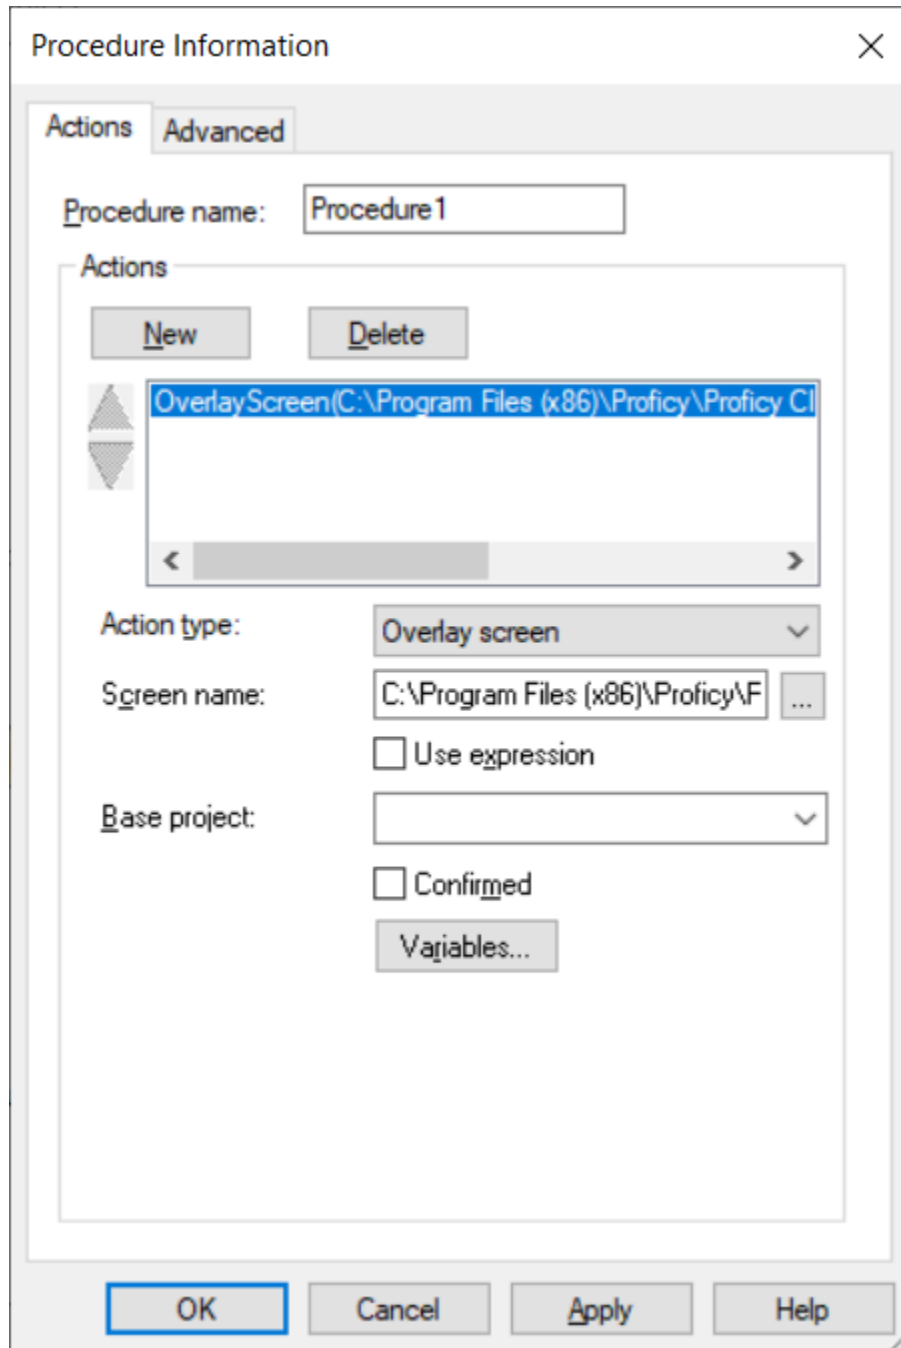 Procedure Information
Actions Advanced
Procedure name: Procedure1
Actions
New Delete
OverlayScreen(C:\Program Files (x86)\Proficy\Proficy CI
Action type: Overlay screen
Screen name: C:\Program Files (x86)\Proficy\F ...
Use expression
Base project:
Confirmed
Variables...
OK Cancel Apply Help